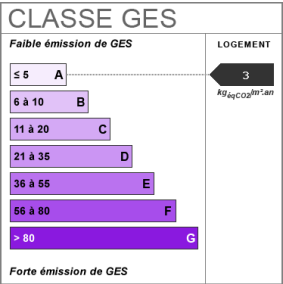 CLASSE GES
Faible émission de GES
LOGEMENT
≤ 5 A
3
kgéqCO2/m².an
6 à 10 B
11 à 20 C
21 à 35 D
36 à 55 E
56 à 80 F
> 80 G
Forte émission de GES